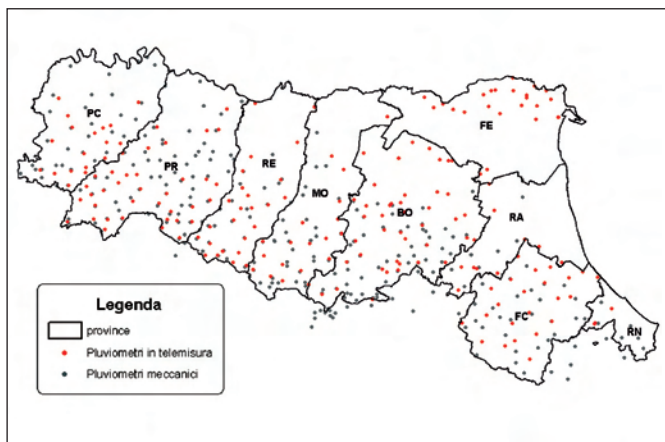 PC
FE
PR
RE
MO
BO
RA
FC
RN
Legenda
province
Pluviometri in telemisura
Pluviometri meccanici